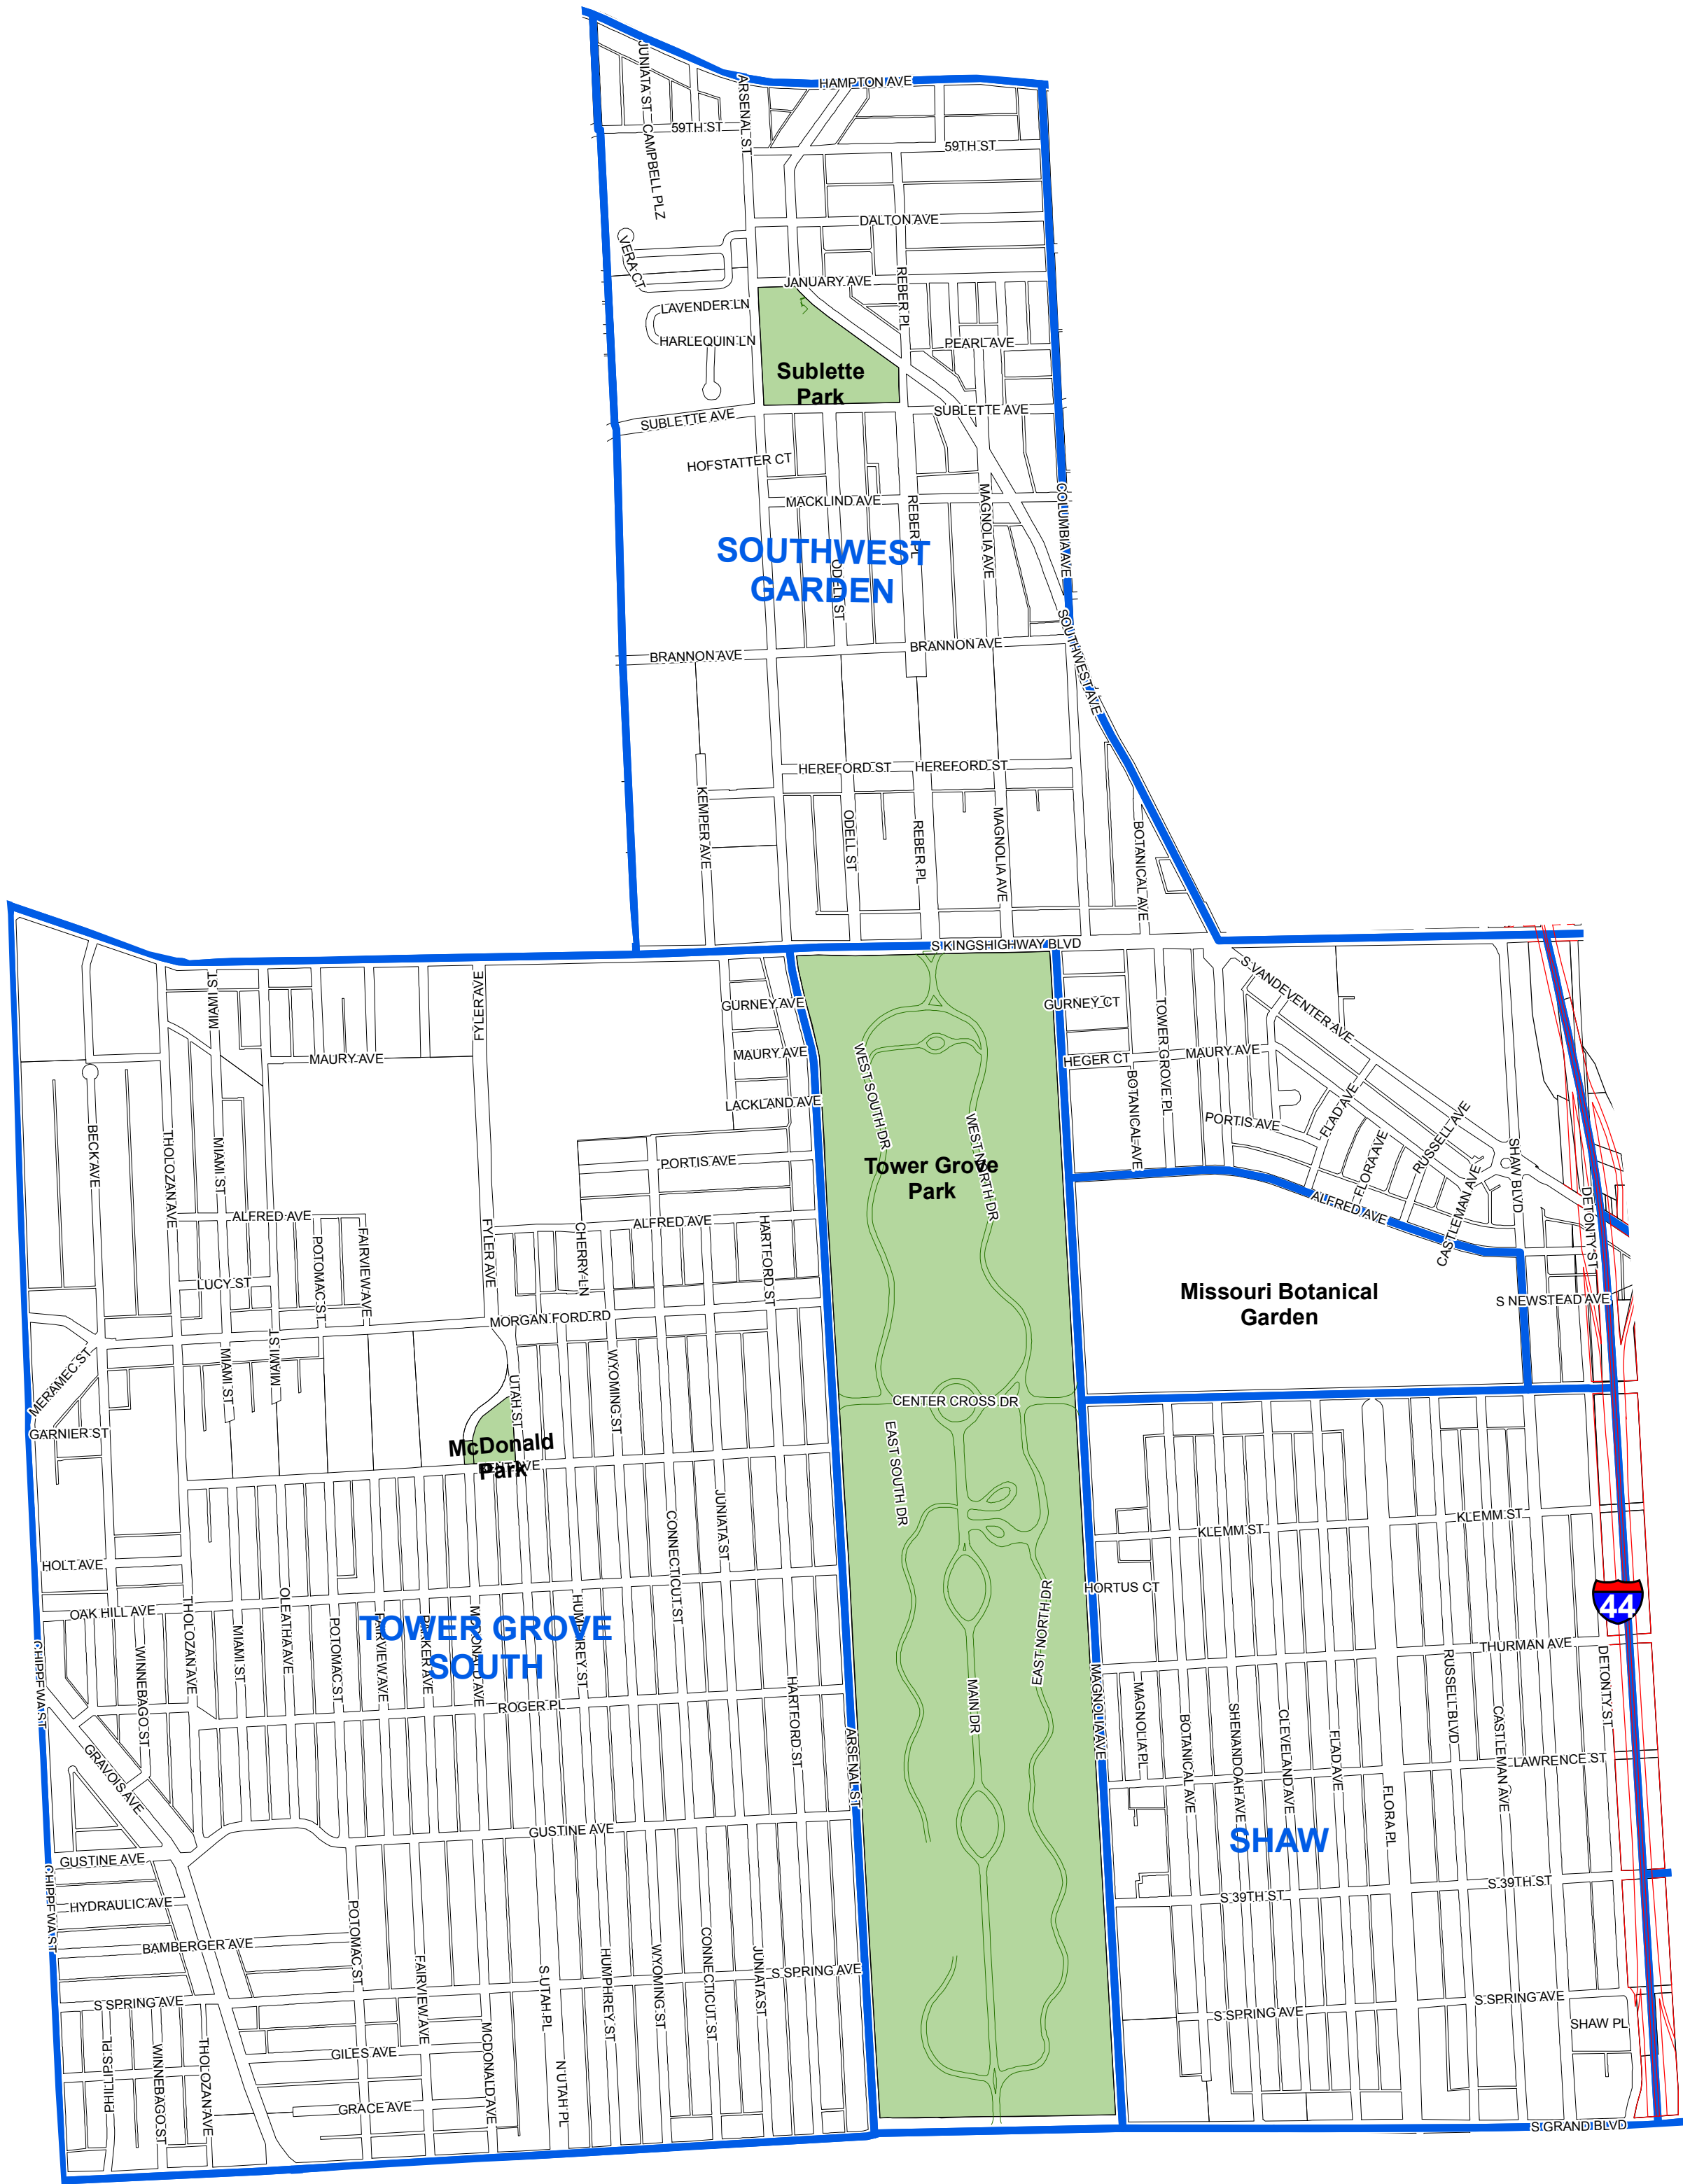 HAMPTON AVE
JUNIATA ST
ARSENAL ST
59TH ST
CAMPBELL PLZ
59TH ST
DALTON AVE
VERA CT
JANUARY AVE
REBER PL
LAVENDER LN
HARLEQUIN LN
PEARL AVE
Sublette
Park
SUBLETTE AVE
SUBLETTE AVE
HOFSTATTER CT
MACKLIND AVE
REBER PL
MAGNOLIA AVE
COLUMBIA AVE
SOUTHWEST
GARDEN
ODELL ST
SOUTHWEST AVE
BRANNON AVE
BRANNON AVE
HEREFORD ST
HEREFORD ST
KEMPER AVE
ODELL ST
REBER PL
MAGNOLIA AVE
BOTANICAL AVE
S KINGSHIGHWAY BLVD
MIAMI ST
FYLER AVE
GURNEY AVE
GURNEY CT
TOWER GROVE PL
S VANDEVENTER AVE
MAURY AVE
MAURY AVE
WEST SOUTH DR
HEGER CT
MAURY AVE
BOTANICAL AVE
LACKLAND AVE
WEST NORTH DR
BECK AVE
THOLOZAN AVE
MIAMI ST
PORTIS AVE
PORTIS AVE
FLAD AVE
FLORA AVE
RUSSELL AVE
CASTLEMAN AVE
SHAW BLVD
DETONTY ST
Tower Grove
Park
ALFRED AVE
ALFRED AVE
ALFRED AVE
POTOMAC ST
FAIRVIEW AVE
FYLER AVE
CHERRY LN
HARTFORD ST
LUCY ST
Missouri Botanical
Garden
S NEWSTEAD AVE
MORGAN FORD RD
MERAMEC ST
MIAMI ST
MIAMI ST
UTAH ST
WYOMING ST
CENTER CROSS DR
GARNIER ST
McDonald
Park
EAST SOUTH DR
CONNECTICUT ST
JUNIATA ST
KLEMM ST
KLEMM ST
HOLT AVE
HORTUS CT
EAST NORTH DR
44
OAK HILL AVE
THOLOZAN AVE
MIAMI ST
OLEATHA AVE
POTOMAC ST
FAIRVIEW AVE
PARKER AVE
MCDONALD AVE
HUMPHREY ST
TOWER GROVE
SOUTH
CHIPPEWA ST
WINNEBAGO ST
ROGER PL
HARTFORD ST
MAIN DR
MAGNOLIA AVE
MAGNOLIA PL
BOTANICAL AVE
SHENANDOAH AVE
CLEVELAND AVE
FLAD AVE
FLORA PL
RUSSELL BLVD
CASTLEMAN AVE
THURMAN AVE
DETONTY ST
LAWRENCE ST
GRAVOIS AVE
ARSENAL ST
GUSTINE AVE
SHAW
GUSTINE AVE
CHIPPEWA ST
HYDRAULIC AVE
S 39TH ST
S 39TH ST
BAMBERGER AVE
POTOMAC ST
FAIRVIEW AVE
S UTAH PL
HUMPHREY ST
WYOMING ST
CONNECTICUT ST
JUNIATA ST
S SPRING AVE
S SPRING AVE
S SPRING AVE
S SPRING AVE
SHAW PL
PHILLIPS PL
WINNEBAGO ST
THOLOZAN AVE
GILES AVE
MCDONALD AVE
N UTAH PL
GRACE AVE
S GRAND BLVD